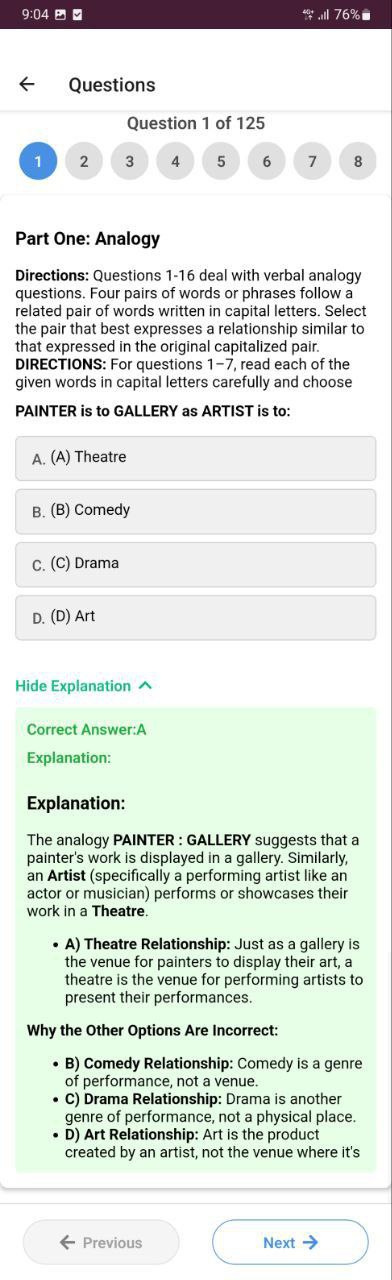 9:04
4G+ 76%
Questions
Question 1 of 125
1 2 3 4 5 6 7 8
Part One: Analogy
Directions: Questions 1-16 deal with verbal analogy
questions. Four pairs of words or phrases follow a
related pair of words written in capital letters. Select
the pair that best expresses a relationship similar to
that expressed in the original capitalized pair.
DIRECTIONS: For questions 1–7, read each of the
given words in capital letters carefully and choose
PAINTER is to GALLERY as ARTIST is to:
A. (A) Theatre
B. (B) Comedy
C. (C) Drama
D. (D) Art
Hide Explanation
Correct Answer:A
Explanation:
Explanation:
The analogy PAINTER : GALLERY suggests that a
painter's work is displayed in a gallery. Similarly,
an Artist (specifically a performing artist like an
actor or musician) performs or showcases their
work in a Theatre.
• A) Theatre Relationship: Just as a gallery is
the venue for painters to display their art, a
theatre is the venue for performing artists to
present their performances.
Why the Other Options Are Incorrect:
• B) Comedy Relationship: Comedy is a genre
of performance, not a venue.
• C) Drama Relationship: Drama is another
genre of performance, not a physical place.
• D) Art Relationship: Art is the product
created by an artist, not the venue where it's
← Previous
Next →